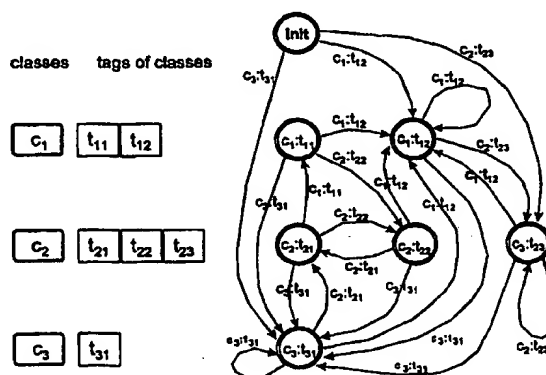 Init
classes tags of classes
c₃:t₃₁
c₁:t₁₂
c₂:t₂₃
c₁:t₁₂
c₁ t₁₁ t₁₂
c₁:t₁₁
c₁:t₁₂
c₁:t₁₂
c₂:t₂₂
c₂:t₂₃
c₂:t₃₁
c₁:t₁₁
c₁:t₁₂
c₁:t₁₂
c₁:t₁₂
c₂ t₂₁ t₂₂ t₂₃
c₂:t₂₁
c₂:t₂₂
c₂:t₂₂
c₃:t₂₃
c₂:t₂₁
c₂:t₂₁
c₃:t₃₁
c₃:t₃₁
c₃ t₃₁
c₃:t₃₁
c₃:t₃₁
c₃:t₃₁